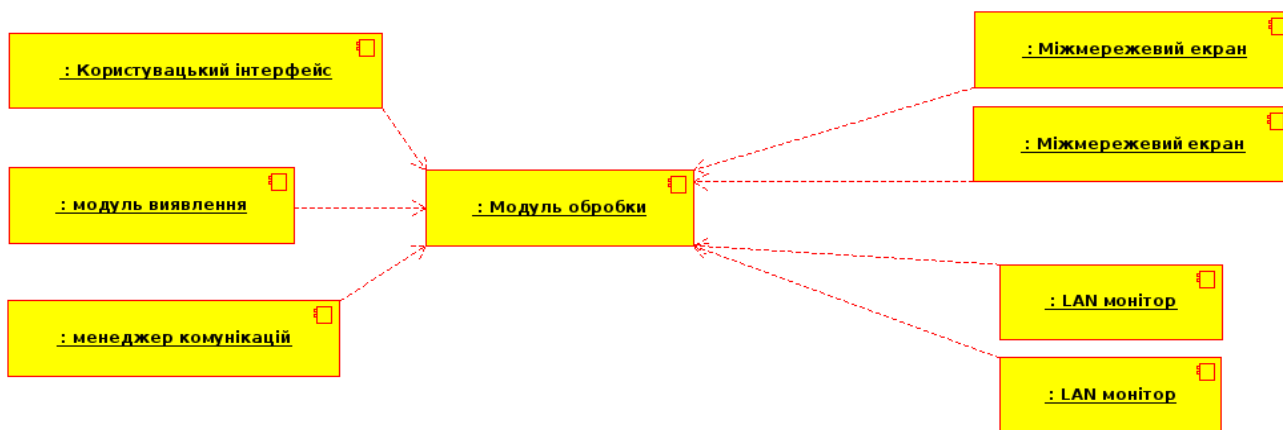 : Користувацький інтерфейс
: модуль виявлення
: менеджер комунікацій
: Модуль обробки
: Міжмережевий екран
: Міжмережевий екран
: LAN монітор
: LAN монітор